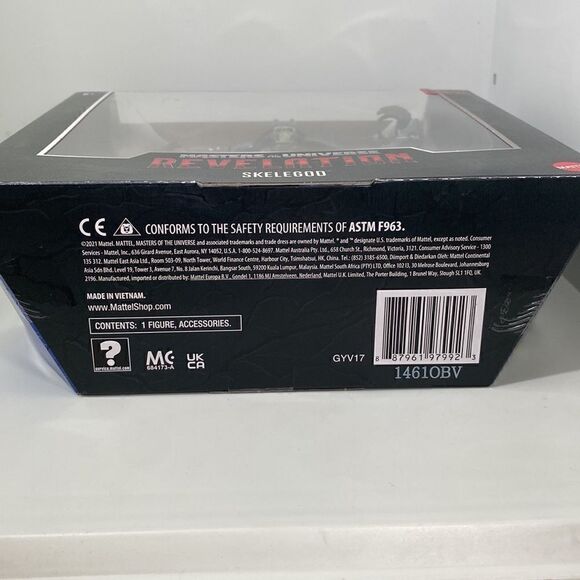 MASTERS OF THE UNIVERSE
REVELATION
SKELEGOD
CE CONFORMS TO THE SAFETY REQUIREMENTS OF ASTM F963.
©2021 Mattel. MATTEL, MASTERS OF THE UNIVERSE and associated trademarks and trade dress are owned by Mattel. ® and ™ designate U.S. trademarks of Mattel, except as noted. Consumer
Services - Mattel, Inc., 636 Girard Avenue, East Aurora, NY 14052, U.S.A. 1-800-524-8697. Mattel Australia Pty. Ltd., 658 Church St., Richmond, Victoria, 3121. Consumer Advisory Service - 1300
135 312. Mattel East Asia Ltd., Room 503-09, North Tower, World Finance Centre, Harbour City, Tsimshatsui, HK, China. Tel.: (852) 3185-6500. Diimport & Diedarkan Oleh: Mattel Continental
Asia Sdn Bhd. Level 19, Tower 3, Avenue 7, No. 8 Jalan Kerinchi, Bangsar South, 59200 Kuala Lumpur, Malaysia. Mattel South Africa (PTY) LTD, Office 102 I3, 30 Melrose Boulevard, Johannesburg
2196. Manufactured, imported or distributed by: Mattel Europa B.V., Gondel 1, 1186 MJ Amstelveen, Nederland. Mattel U.K. Limited, The Porter Building, 1 Brunel Way, Slough SL1 1FQ, UK.
MADE IN VIETNAM.
www.MattelShop.com
CONTENTS: 1 FIGURE, ACCESSORIES.
?
service.mattel.com
MC
684173-A
UK
CA
GYV17
8 87961 97992 3
1461OBV